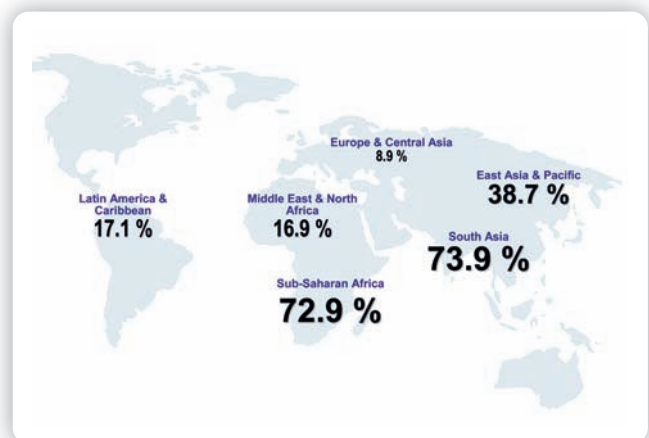 Europe & Central Asia
8.9 %
East Asia & Pacific
38.7 %
Latin America &
Caribbean
17.1 %
Middle East & North
Africa
16.9 %
South Asia
73.9 %
Sub-Saharan Africa
72.9 %